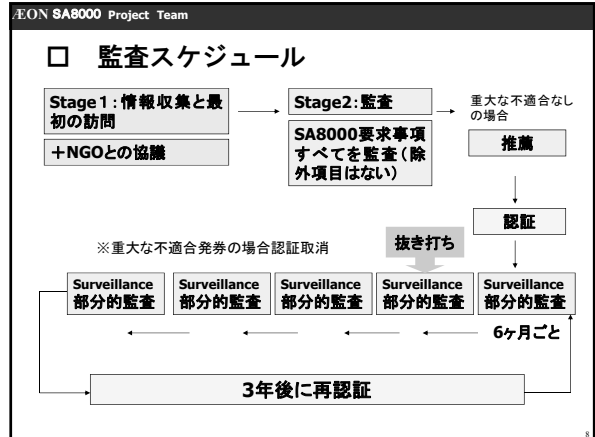 ÆON SA8000 Project Team
□ 監査スケジュール
Stage1:情報収集と最
初の訪問
+NGOとの協議
Stage2:監査
SA8000要求事項
すべてを監査(除
外項目はない)
重大な不適合なし
の場合
推薦
認証
※重大な不適合発券の場合認証取消
抜き打ち
Surveillance
部分的監査
Surveillance
部分的監査
Surveillance
部分的監査
Surveillance
部分的監査
Surveillance
部分的監査
6ヶ月ごと
3年後に再認証
8